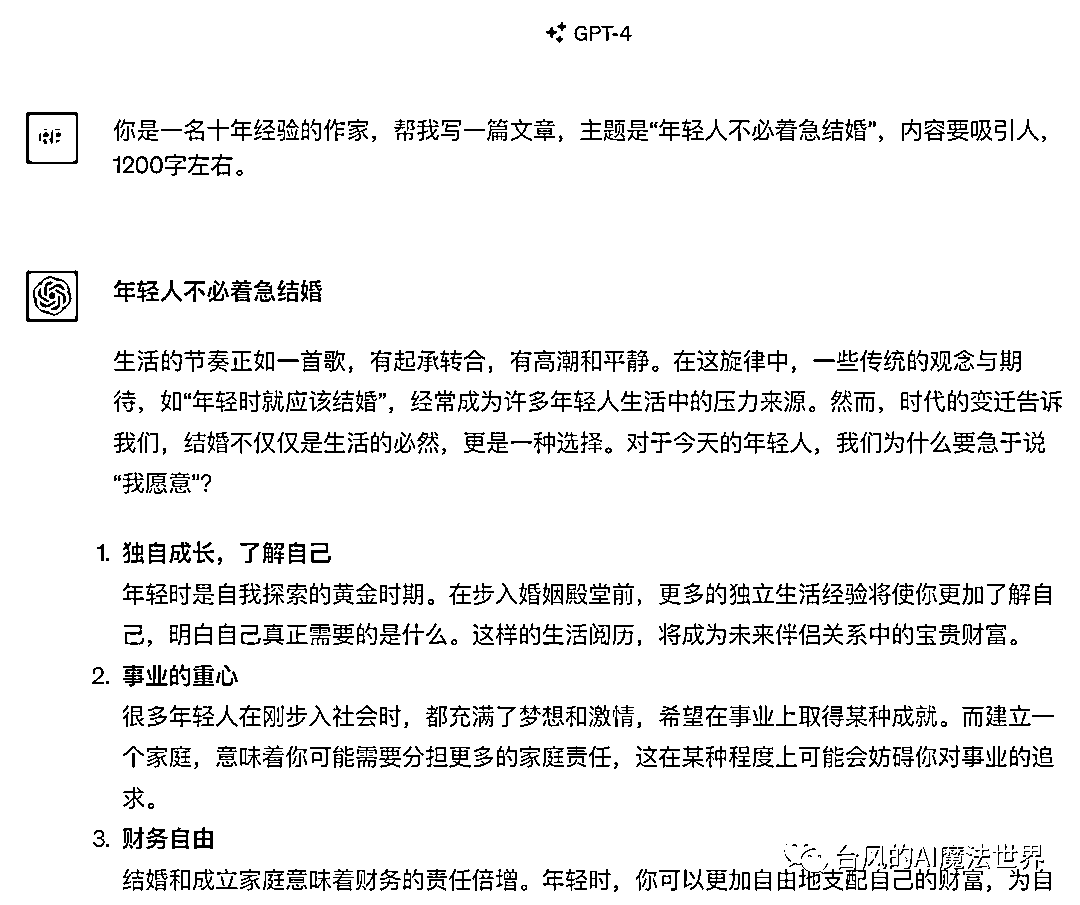 GPT-4
你是一名十年经验的作家，帮我写一篇文章，主题是“年轻人不必着急结婚”，内容要吸引人，
1200字左右。
年轻人不必着急结婚
生活的节奏正如一首歌，有起承转合，有高潮和平静。在这旋律中，一些传统的观念与期
待，如“年轻时就应该结婚”，经常成为许多年轻人生活中的压力来源。然而，时代的变迁告诉
我们，结婚不仅仅是生活的必然，更是一种选择。对于今天的年轻人，我们为什么要急于说
“我愿意”？
1. 独自成长，了解自己
年轻时是自我探索的黄金时期。在步入婚姻殿堂前，更多的独立生活经验将使你更加了解自
己，明白自己真正需要的是什么。这样的生活阅历，将成为未来伴侣关系中的宝贵财富。
2. 事业的重心
很多年轻人在刚步入社会时，都充满了梦想和激情，希望在事业上取得某种成就。而建立一
个家庭，意味着你可能需要分担更多的家庭责任，这在某种程度上可能会妨碍你对事业的追
求。
3. 财务自由
台风的AI魔法世界
结婚和成立家庭意味着财务的责任倍增。年轻时，你可以更加自由地支配自己的财富，为自